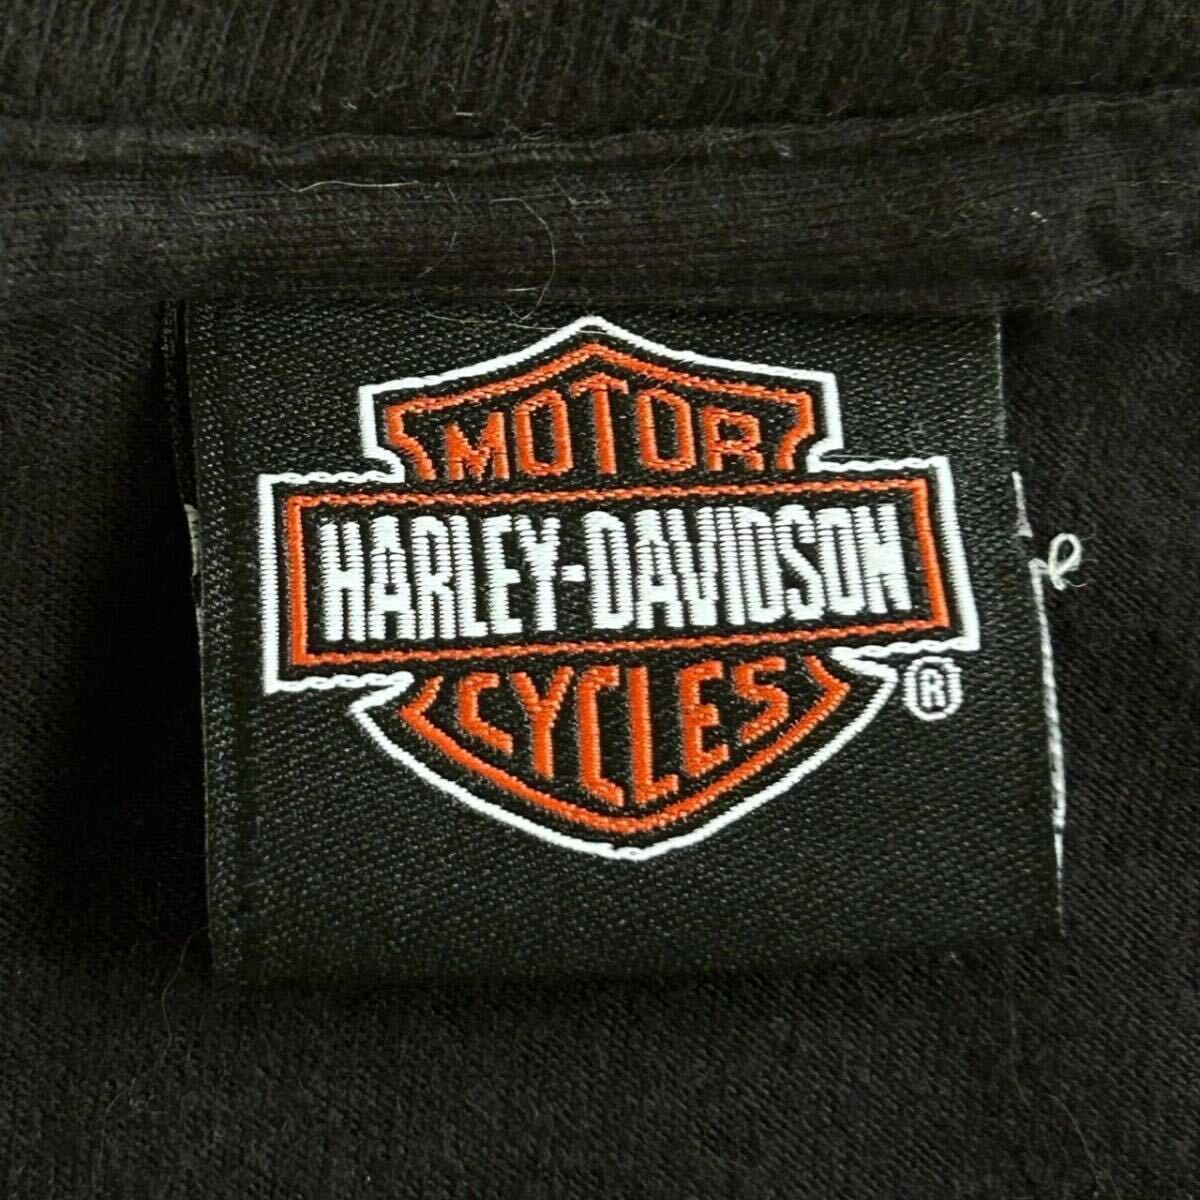 MOTOR
HARLEY-DAVIDSON
CYCLES
®